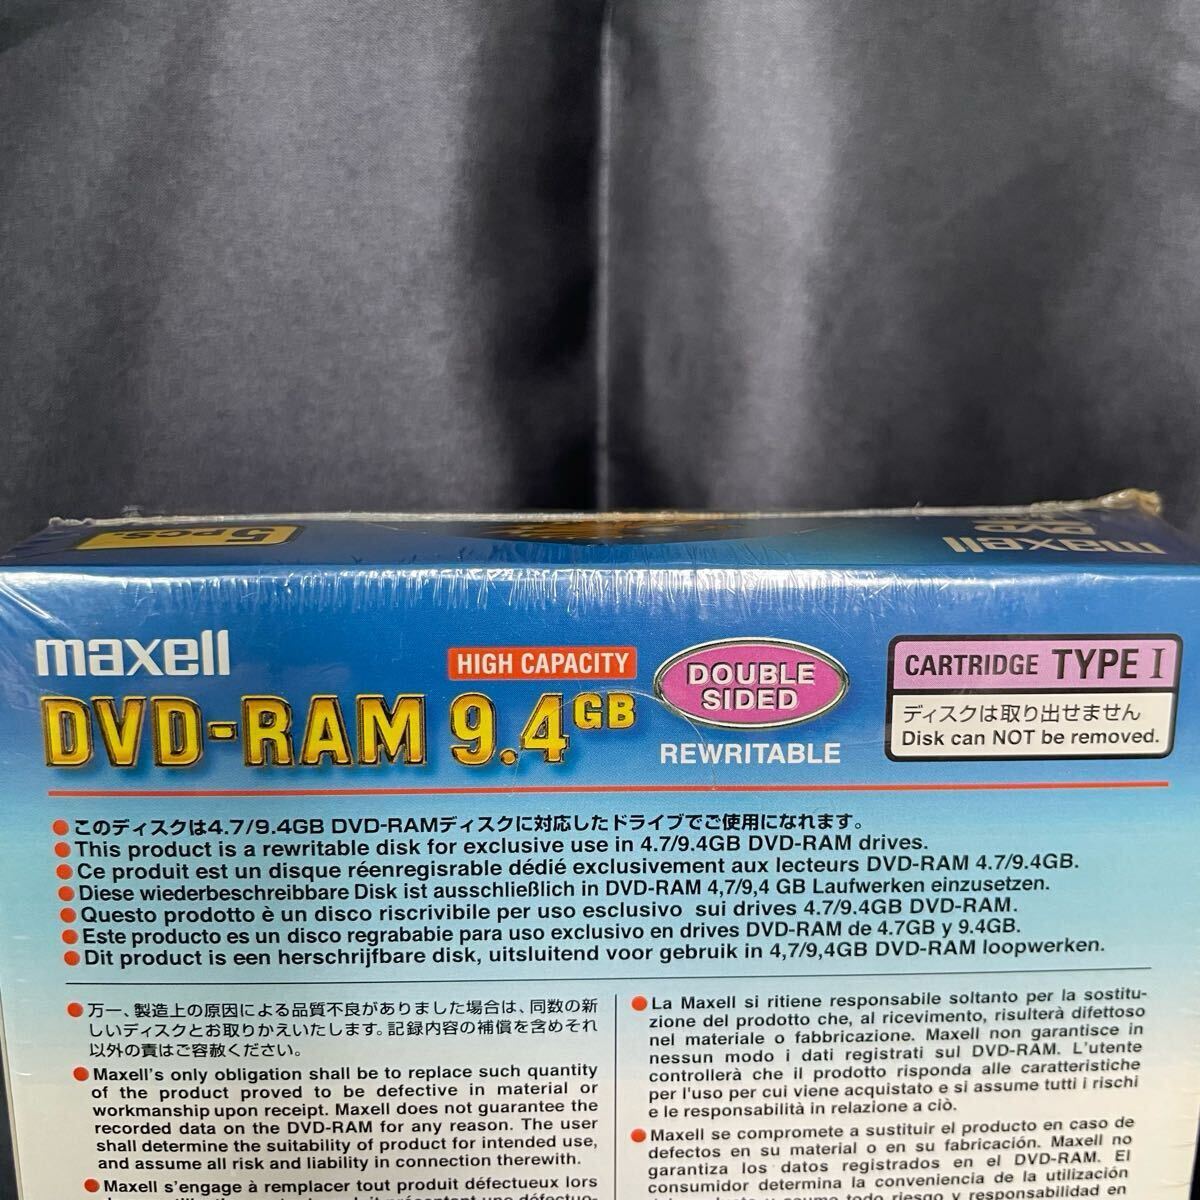 5pcs.
maxell
DVD
maxell
HIGH CAPACITY
DVD-RAM 9.4GB
DOUBLE
SIDED
REWRITABLE
CARTRIDGE TYPE I
ディスクは取り出せません
Disk can NOT be removed.
●このディスクは4.7/9.4GB DVD-RAMディスクに対応したドライブでご使用になれます。
●This product is a rewritable disk for exclusive use in 4.7/9.4GB DVD-RAM drives.
●Ce produit est un disque réenregisrable dédié exclusivement aux lecteurs DVD-RAM 4.7/9.4GB.
●Diese wiederbeschreibbare Disk ist ausschließlich in DVD-RAM 4,7/9,4 GB Laufwerken einzusetzen.
●Questo prodotto è un disco riscrivibile per uso esclusivo sui drives 4.7/9.4GB DVD-RAM.
●Este producto es un disco regrababie para uso exclusivo en drives DVD-RAM de 4.7GB y 9.4GB.
●Dit product is een herschrijfbare disk, uitsluitend voor gebruik in 4,7/9,4GB DVD-RAM loopwerken.
●万一、製造上の原因による品質不良がありました場合は、同数の新
しいディスクとお取りかえいたします。記録内容の補償を含めそれ
以外の責はご容赦ください。
●Maxell's only obligation shall be to replace such quantity
of the product proved to be defective in material or
workmanship upon receipt. Maxell does not guarantee the
recorded data on the DVD-RAM for any reason. The user
shall determine the suitability of product for intended use,
and assume all risk and liability in connection therewith.
●Maxell s'engage à remplacer tout produit défectueux lors
●La Maxell si ritiene responsabile soltanto per la sostitu-
zione del prodotto che, al ricevimento, risulterà difettoso
nel materiale o fabbricazione. Maxell non garantisce in
nessun modo i dati registrati sul DVD-RAM. L'utente
controllerà che il prodotto risponda alle caratteristiche
per l'uso per cui viene acquistato e si assume tutti i rischi
e le responsabilità in relazione a ciò.
●Maxell se compromete a sustituir el producto en caso de
defectos en su material o en su fabricación. Maxell no
garantiza los datos registrados en el DVD-RAM. El
consumidor determina la conveniencia de la utilización
y asume todo riesgo y responsabilidad en